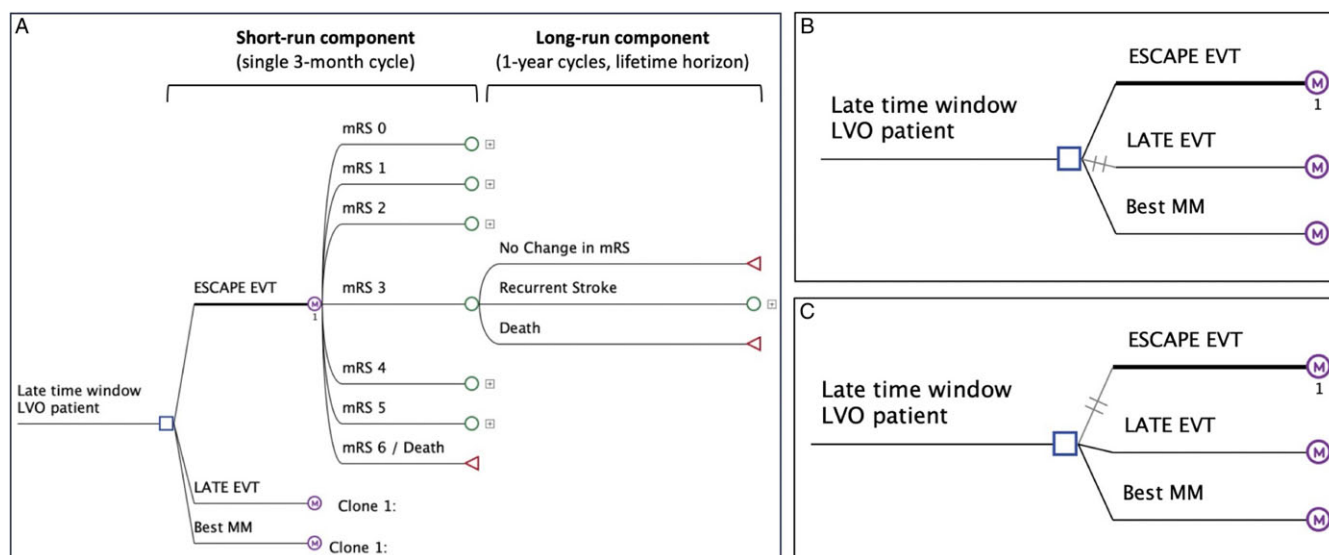 A
Short-run component
(single 3-month cycle)
Long-run component
(1-year cycles, lifetime horizon)
mRS 0
mRS 1
mRS 2
No Change in mRS
ESCAPE EVT
mRS 3
Recurrent Stroke
M
1
Death
mRS 4
Late time window
LVO patient
mRS 5
mRS 6 / Death
LATE EVT
M
Clone 1:
Best MM
M
Clone 1:
B
ESCAPE EVT
M
1
Late time window
LVO patient
LATE EVT
M
Best MM
M
C
ESCAPE EVT
M
1
Late time window
LVO patient
LATE EVT
M
Best MM
M